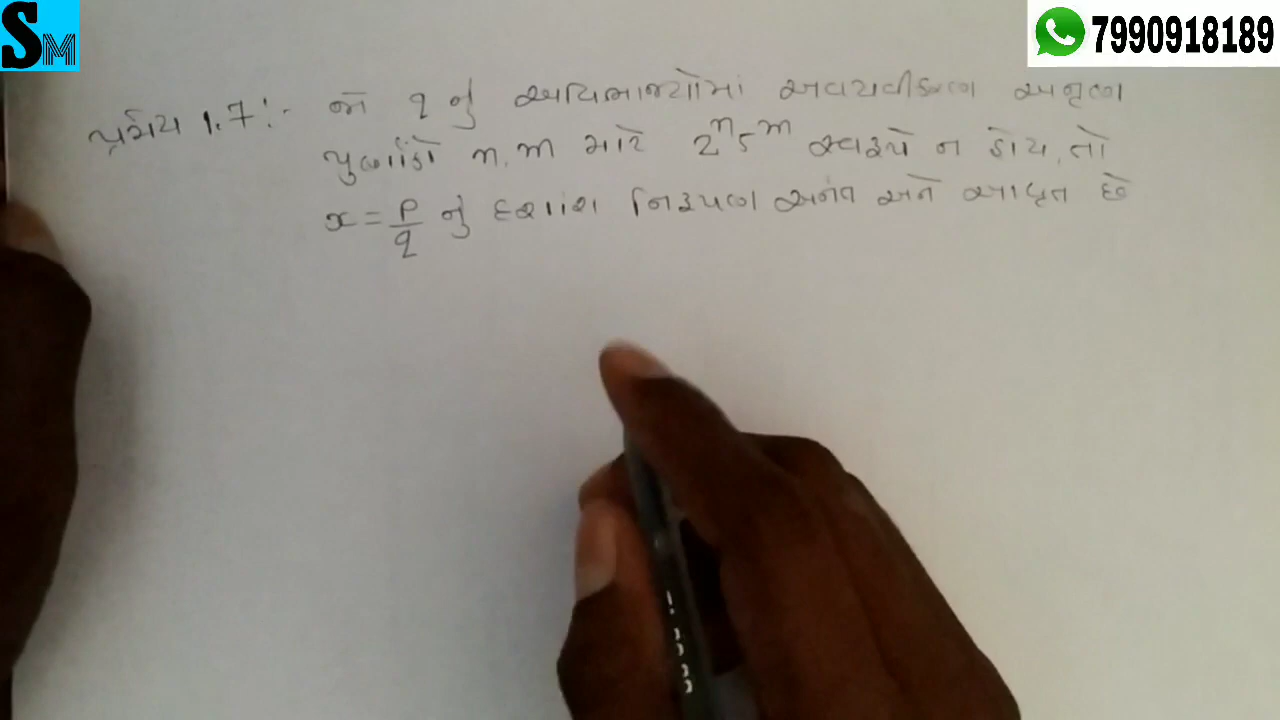 SM
7990918189
પ્રમેય 1.7:- જો q નું અવિભાજ્યોમાં અવયવીકરણ અનૃણ
પૂર્ણાંકો n, m માટે 2ⁿ5ᵐ સ્વરૂપે ન હોય, તો
x = p/q નું દશાંશ નિરૂપણ અનંત અને આવૃત છે